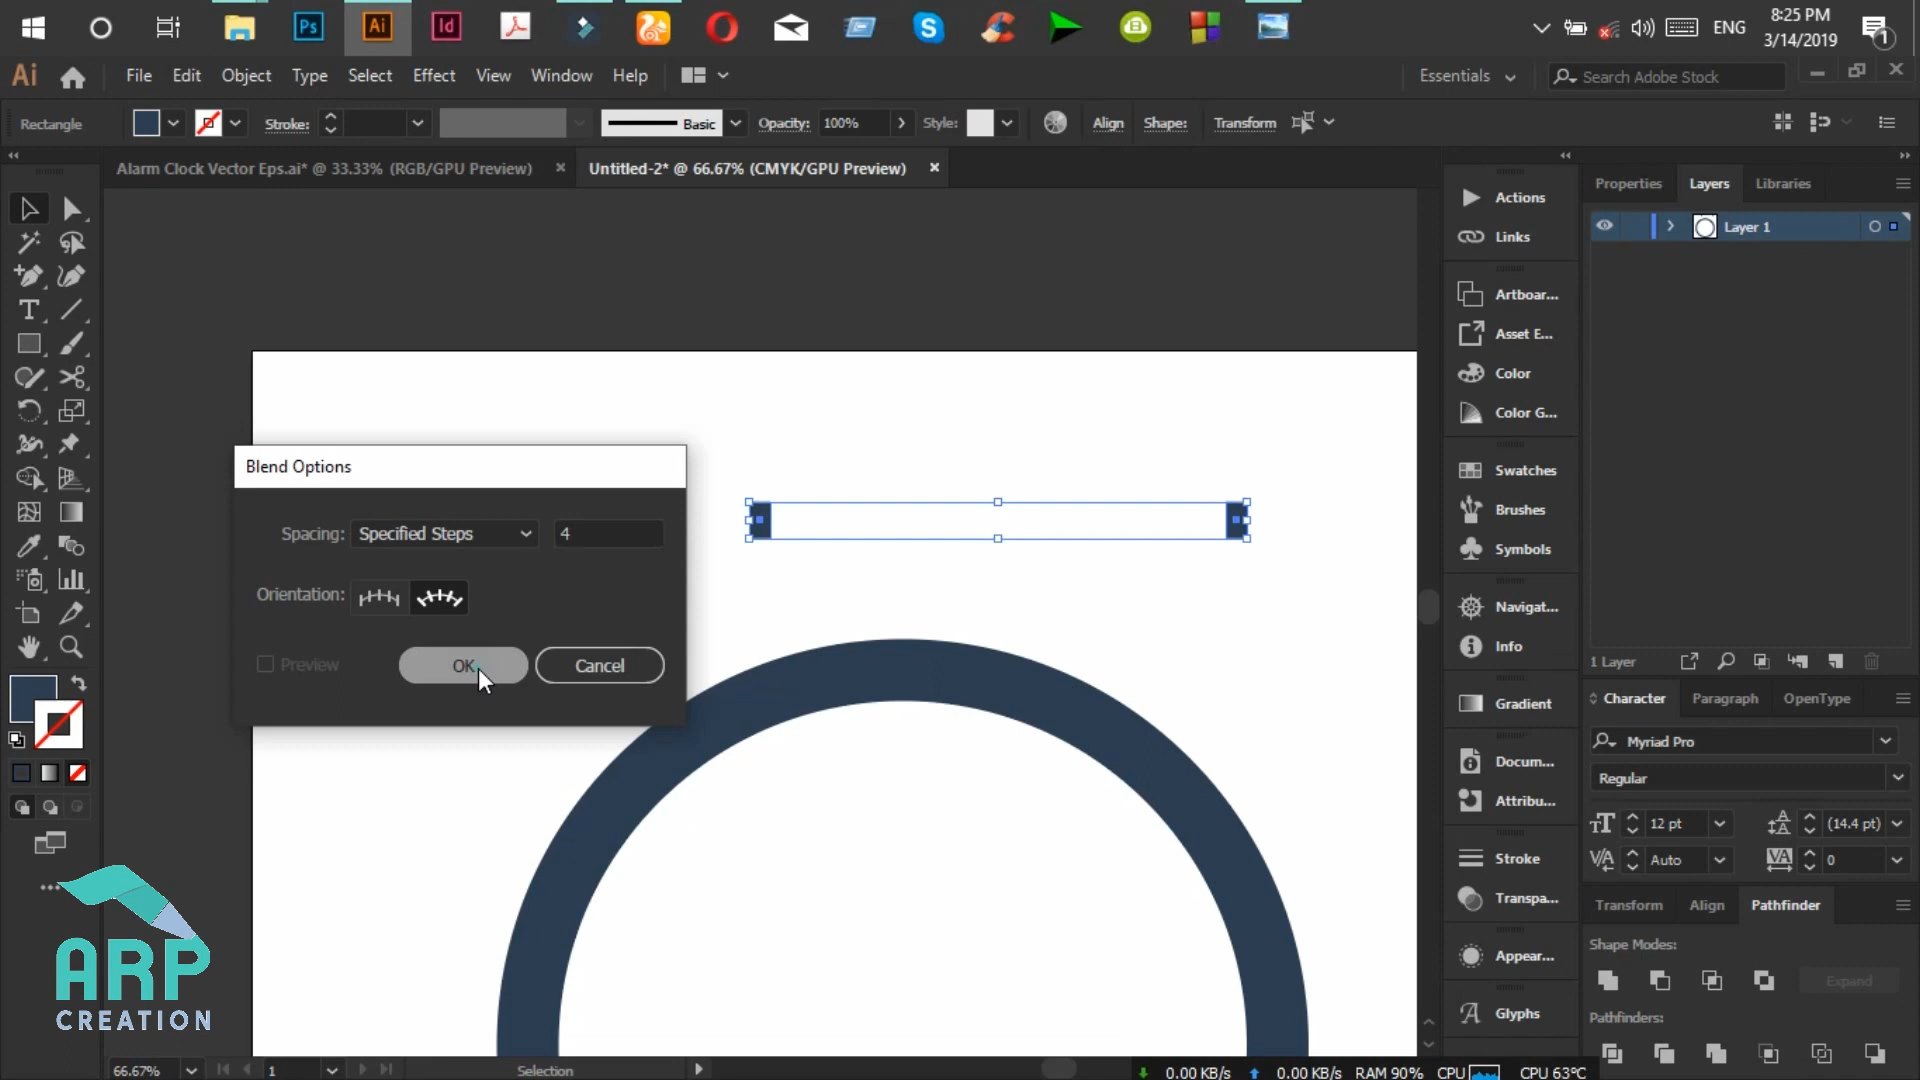 Ps
Ai
Id
ENG
8:25 PM
3/14/2019
1
Ai
File
Edit
Object
Type
Select
Effect
View
Window
Help
Essentials
Search Adobe Stock
Rectangle
Stroke:
Basic
Opacity:
100%
Style:
Align
Shape:
Transform
Alarm Clock Vector Eps.ai* @ 33.33% (RGB/GPU Preview)
Untitled-2* @ 66.67% (CMYK/GPU Preview)
Actions
Links
Artboar...
Asset E...
Color
Color G...
Swatches
Brushes
Symbols
Navigat...
Info
Gradient
Docum...
Attribu...
Stroke
Transpa...
Appear...
Glyphs
Properties
Layers
Libraries
Layer 1
1 Layer
Character
Paragraph
OpenType
Myriad Pro
Regular
12 pt
(14.4 pt)
Auto
0
Transform
Align
Pathfinder
Shape Modes:
Expand
Pathfinders:
Blend Options
Spacing:
Specified Steps
4
Orientation:
Preview
OK
Cancel
ARP
CREATION
66.67%
1
Selection
0.00 KB/s
0.00 KB/s
RAM 90%
CPU
CPU 63°C